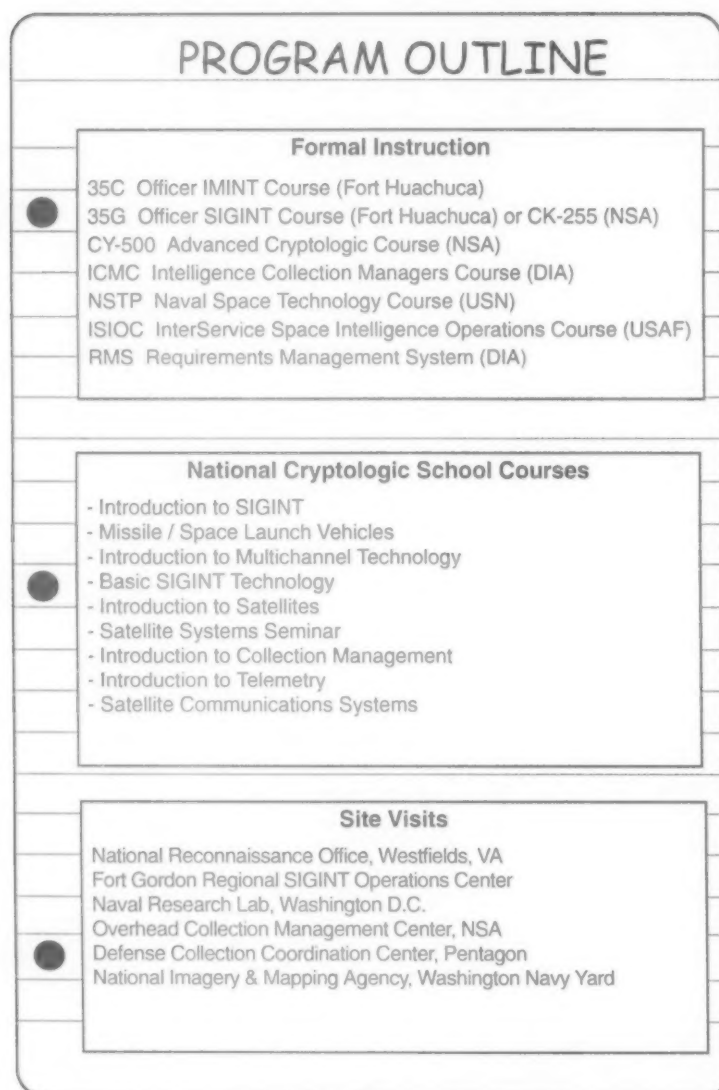 PROGRAM OUTLINE
Formal Instruction
35C Officer IMINT Course (Fort Huachuca)
35G Officer SIGINT Course (Fort Huachuca) or CK-255 (NSA)
CY-500 Advanced Cryptologic Course (NSA)
ICMC Intelligence Collection Managers Course (DIA)
NSTP Naval Space Technology Course (USN)
ISIOC InterService Space Intelligence Operations Course (USAF)
RMS Requirements Management System (DIA)
National Cryptologic School Courses
- Introduction to SIGINT
- Missile / Space Launch Vehicles
- Introduction to Multichannel Technology
- Basic SIGINT Technology
- Introduction to Satellites
- Satellite Systems Seminar
- Introduction to Collection Management
- Introduction to Telemetry
- Satellite Communications Systems
Site Visits
National Reconnaissance Office, Westfields, VA
Fort Gordon Regional SIGINT Operations Center
Naval Research Lab, Washington D.C.
Overhead Collection Management Center, NSA
Defense Collection Coordination Center, Pentagon
National Imagery & Mapping Agency, Washington Navy Yard